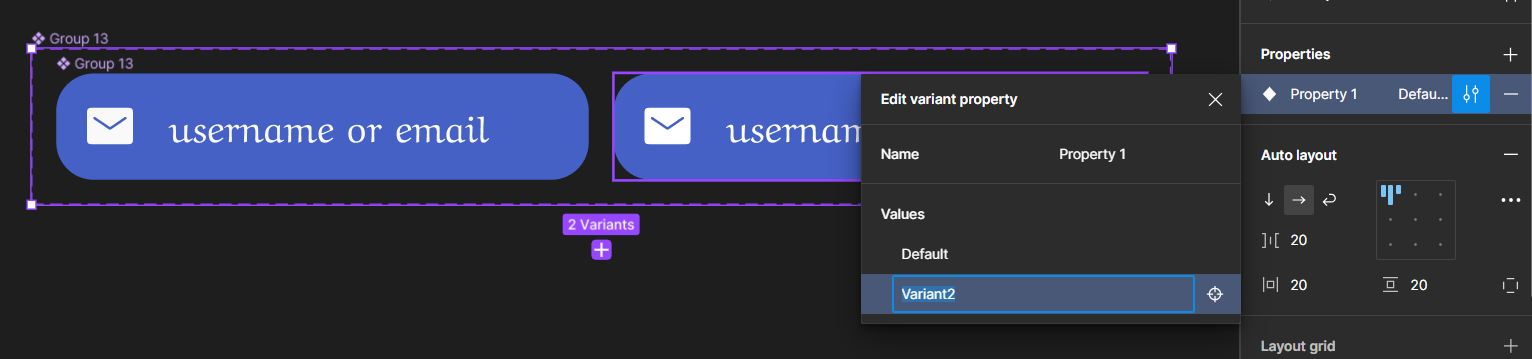 Group 13
Group 13
username or email
usernam
2 Variants
Edit variant property
Name Property 1
Values
Default
Variant2
Properties
Property 1 Defau...
Auto layout
20
20 20
Layout grid